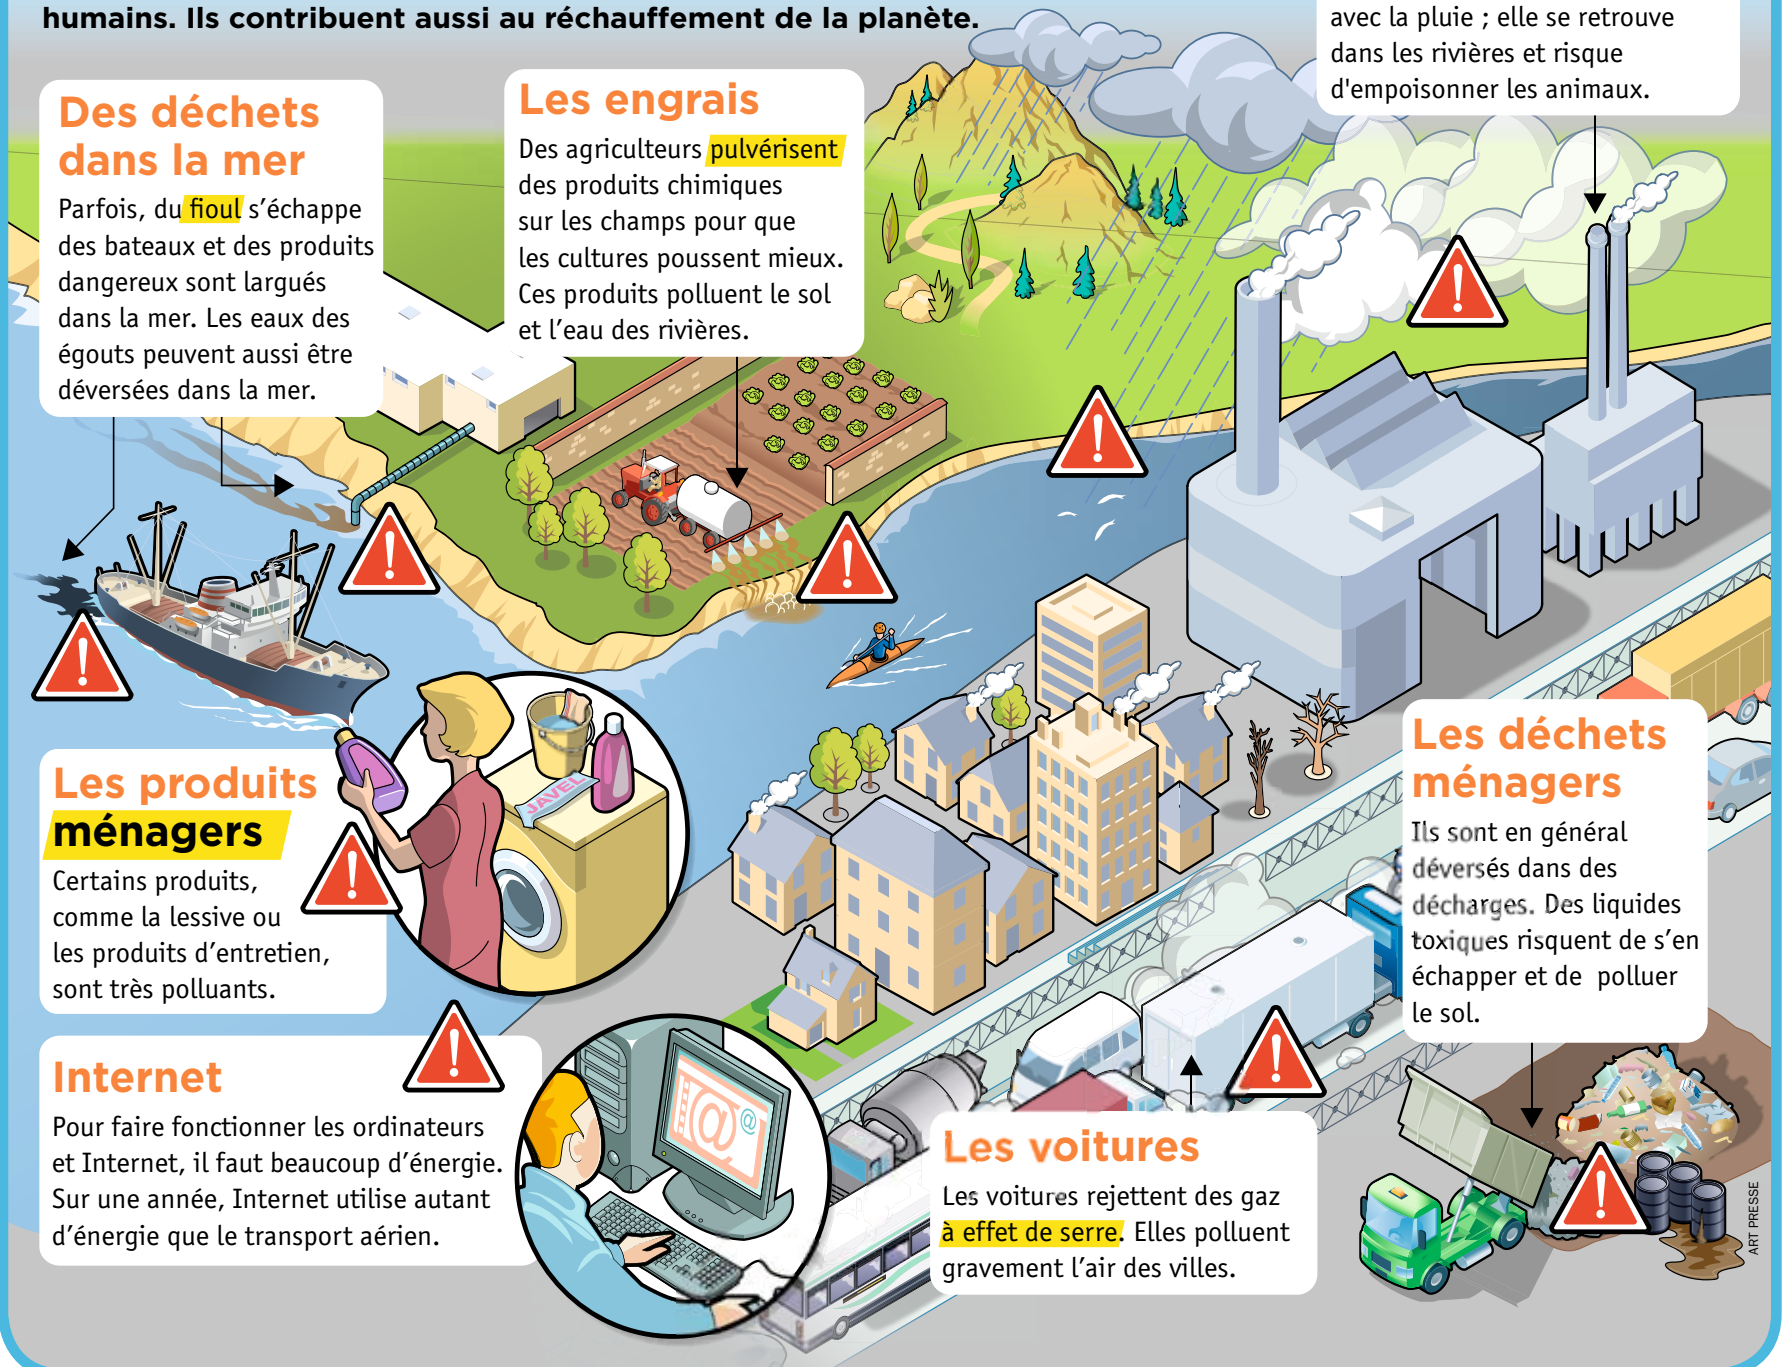 humains. Ils contribuent aussi au réchauffement de la planète.
avec la pluie ; elle se retrouve
dans les rivières et risque
d'empoisonner les animaux.
Des déchets
dans la mer
Parfois, du fioul s’échappe
des bateaux et des produits
dangereux sont largués
dans la mer. Les eaux des
égouts peuvent aussi être
déversées dans la mer.
Les engrais
Des agriculteurs pulvérisent
des produits chimiques
sur les champs pour que
les cultures poussent mieux.
Ces produits polluent le sol
et l’eau des rivières.
Les produits
ménagers
Certains produits,
comme la lessive ou
les produits d’entretien,
sont très polluants.
JAVEL
Les déchets
ménagers
Ils sont en général
déversés dans des
décharges. Des liquides
toxiques risquent de s’en
échapper et de polluer
le sol.
Internet
Pour faire fonctionner les ordinateurs
et Internet, il faut beaucoup d’énergie.
Sur une année, Internet utilise autant
d’énergie que le transport aérien.
@
@
Les voitures
Les voitures rejettent des gaz
à effet de serre. Elles polluent
gravement l’air des villes.
ART PRESSE